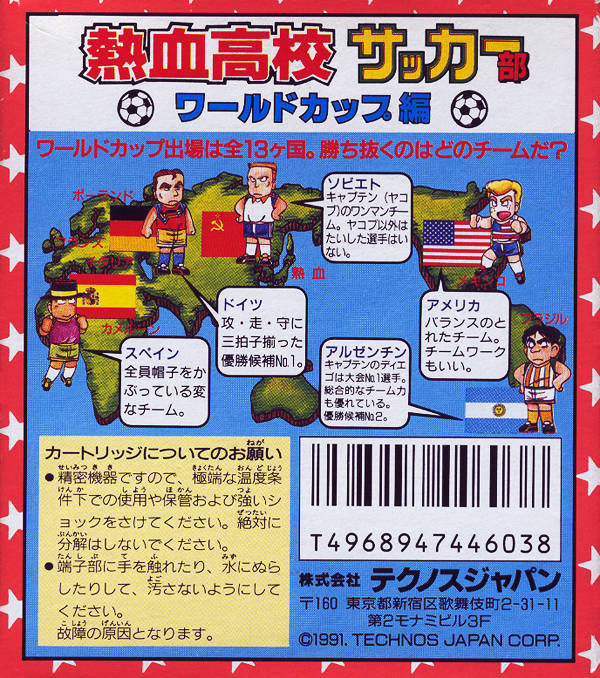 熱血高校 サッカー部
ワールドカップ編
ワールドカップ出場は全13ヶ国。勝ち抜くのはどのチームだ?
ポーランド
熱血
カメルーン
ブラジル
ソビエト
キャプテン(ヤコ
ブ)のワンマンチー
ム。ヤコブ以外は
たいした選手はい
ない。
ドイツ
攻・走・守に
三拍子揃った
優勝候補No.1。
アメリカ
バランスのと
れたチーム。
チームワーク
もいい。
スペイン
全員帽子をか
ぶっている変
なチーム。
アルゼンチン
キャプテンのディエ
ゴは大会No.1選手。
総合的なチーム力
も優れている。
優勝候補No2。
カートリッジについてのお願い
●精密機器ですので、極端な温度条
件下での使用や保管および強いシ
ョックをさけてください。絶対に
分解はしないでください。
●端子部に手を触れたり、水にぬら
したりして、汚さないようにして
ください。
故障の原因となります。
T4968947446038
株式会社 テクノスジャパン
〒160 東京都新宿区歌舞伎町2-31-11
第2モナミビル3F
©1991. TECHNOS JAPAN CORP.